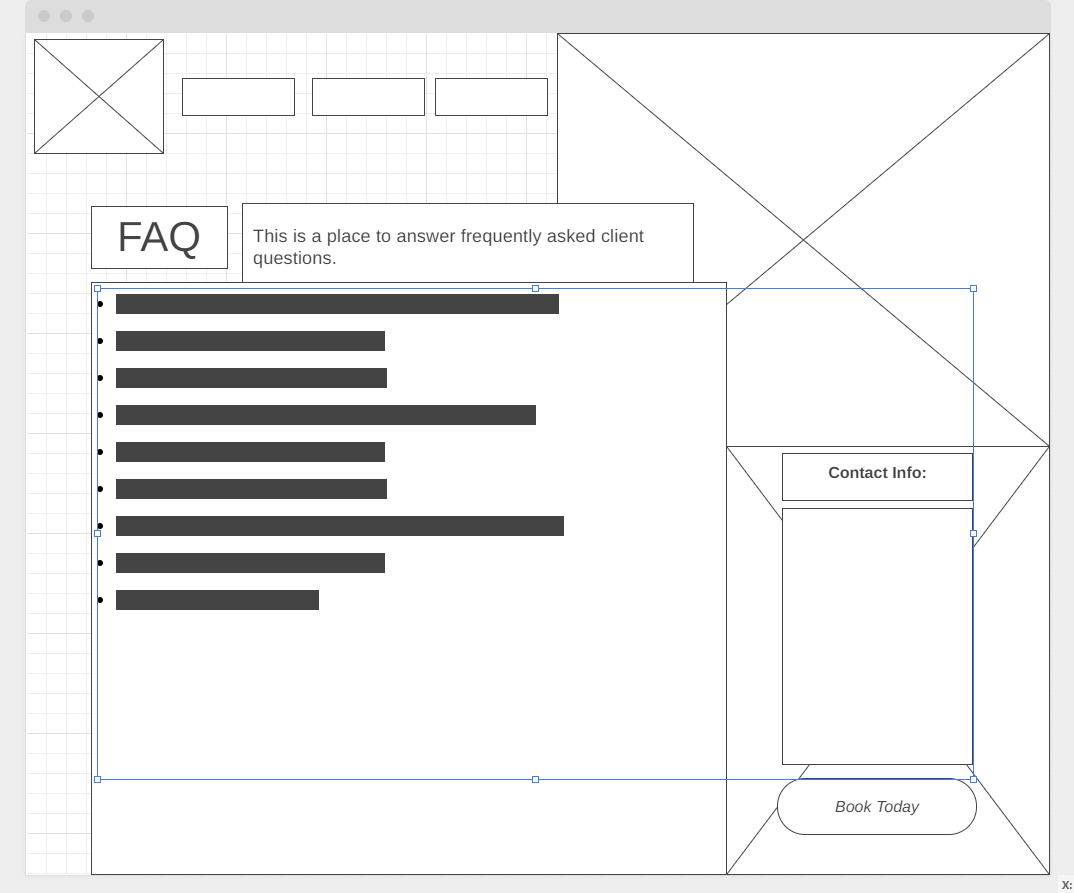 FAQ
This is a place to answer frequently asked client
questions.
Contact Info:
Book Today
X: